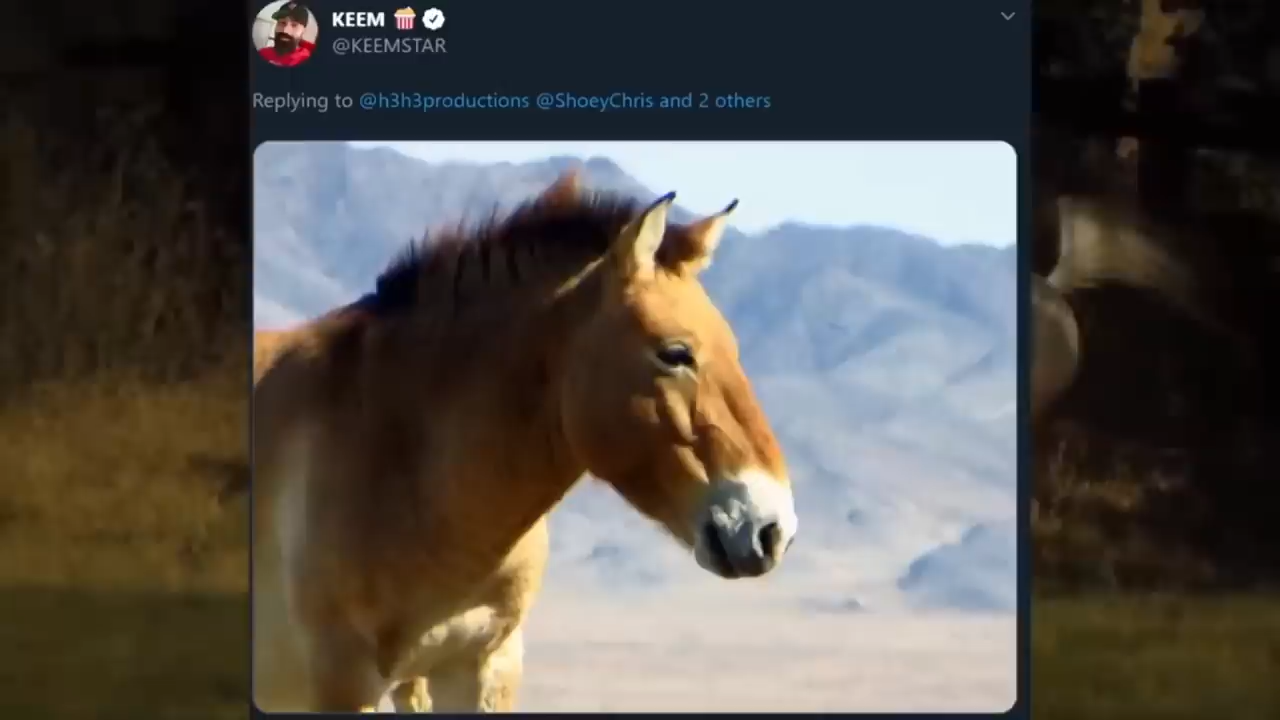 KEEM 🍿
@KEEMSTAR
Replying to @h3h3productions @ShoeyChris and 2 others